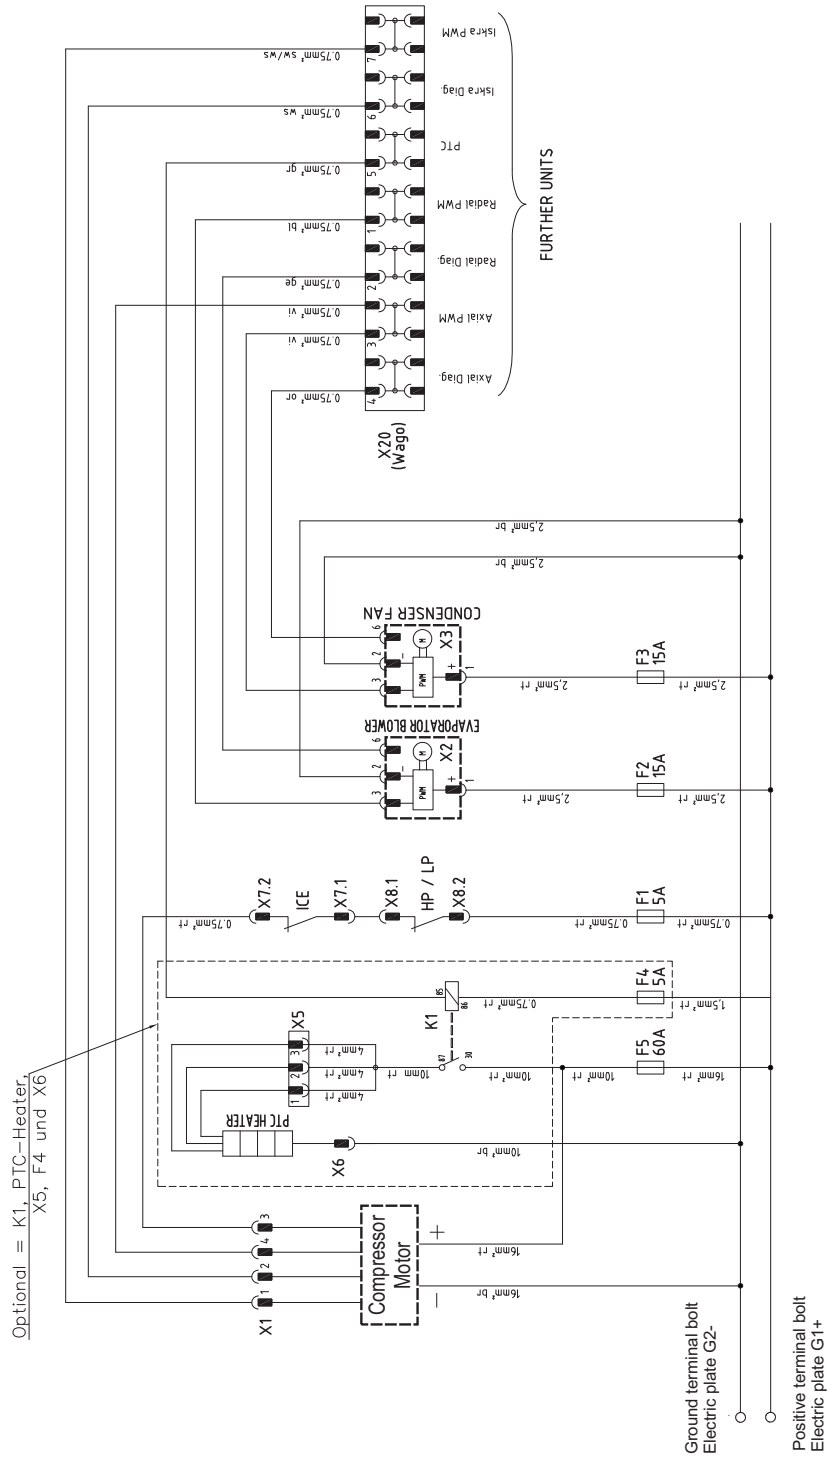 Optional = K1, PTC-Heater,
X5, F4 und X6
0.75mm² sw/ws
0.75mm² ws
0.75mm² gr
0.75mm² bl
0.75mm² ge
0.75mm² vi
0.75mm² vi
0.75mm² or
7
6
5
1
2
3
4
Iskra PWM
Iskra Diag.
PTC
Radial PWM
Radial Diag.
Axial PWM
Axial Diag.
FURTHER UNITS
X20
(Wago)
2,5mm² br
2,5mm² br
CONDENSER FAN
X3
6
2
3
M
PWM
−
+
1
2,5mm² rt
F3
15A
2,5mm² rt
EVAPORATOR BLOWER
X2
6
2
3
M
PWM
−
+
1
2,5mm² rt
F2
15A
2,5mm² rt
0.75mm² rt
X7.2
ICE
X7.1
X8.1
HP / LP
X8.2
0.75mm² rt
F1
5A
0.75mm² rt
K1
85
86
0.75mm² rt
F4
5A
1,5mm² rt
X5
3
2
1
4mm² rt
4mm² rt
4mm² rt
10mm rt
87
30
10mm² rt
10mm² rt
F5
60A
16mm² rt
PTC HEATER
X6
10mm² br
X1
3
4
2
1
Compressor
Motor
+
−
16mm² rt
16mm² br
Ground terminal bolt
Electric plate G2-
Positive terminal bolt
Electric plate G1+